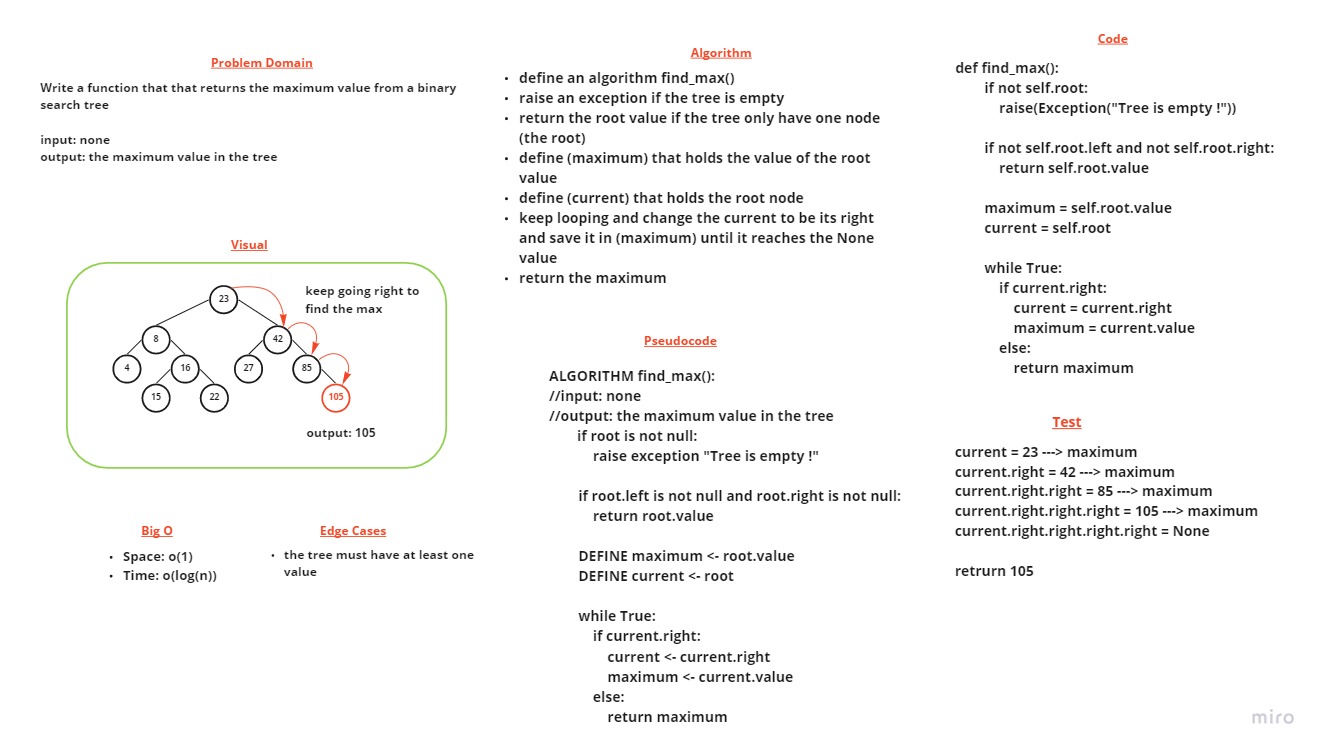 Problem Domain
Write a function that that returns the maximum value from a binary
search tree
input: none
output: the maximum value in the tree
Visual
keep going right to
find the max
23
8
42
4
16
27
85
15
22
105
output: 105
Big O
• Space: o(1)
• Time: o(log(n))
Edge Cases
• the tree must have at least one
value
Algorithm
• define an algorithm find_max()
• raise an exception if the tree is empty
• return the root value if the tree only have one node
(the root)
• define (maximum) that holds the value of the root
value
• define (current) that holds the root node
• keep looping and change the current to be its right
and save it in (maximum) until it reaches the None
value
• return the maximum
Pseudocode
ALGORITHM find_max():
//input: none
//output: the maximum value in the tree
if root is not null:
raise exception "Tree is empty !"
if root.left is not null and root.right is not null:
return root.value
DEFINE maximum <- root.value
DEFINE current <- root
while True:
if current.right:
current <- current.right
maximum <- current.value
else:
return maximum
Code
def find_max():
if not self.root:
raise(Exception("Tree is empty !"))
if not self.root.left and not self.root.right:
return self.root.value
maximum = self.root.value
current = self.root
while True:
if current.right:
current = current.right
maximum = current.value
else:
return maximum
Test
current = 23 ---> maximum
current.right = 42 ---> maximum
current.right.right = 85 ---> maximum
current.right.right.right = 105 ---> maximum
current.right.right.right.right = None
retrurn 105
miro